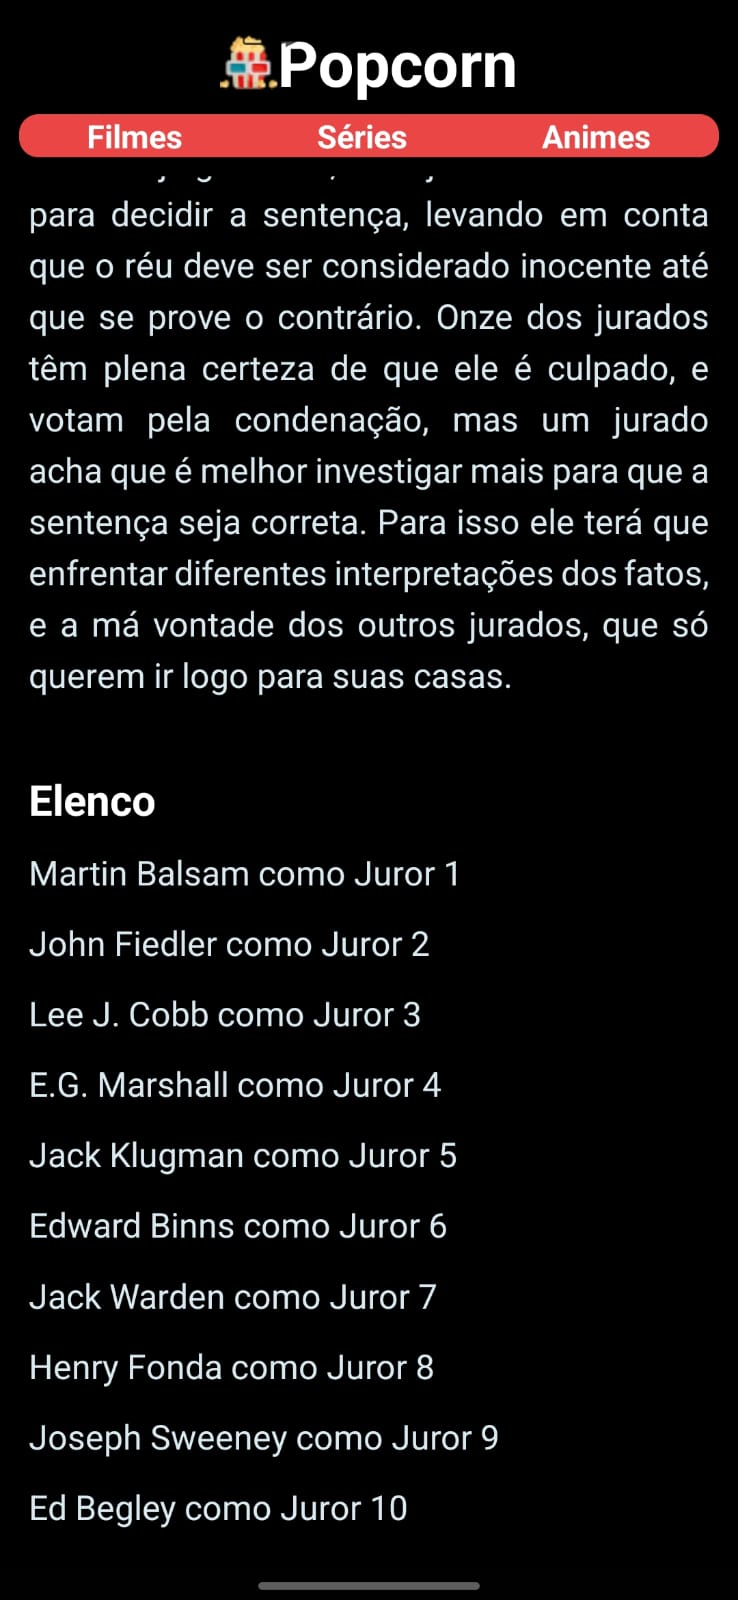 Popcorn
Filmes Séries Animes
para decidir a sentença, levando em conta
que o réu deve ser considerado inocente até
que se prove o contrário. Onze dos jurados
têm plena certeza de que ele é culpado, e
votam pela condenação, mas um jurado
acha que é melhor investigar mais para que a
sentença seja correta. Para isso ele terá que
enfrentar diferentes interpretações dos fatos,
e a má vontade dos outros jurados, que só
querem ir logo para suas casas.
Elenco
Martin Balsam como Juror 1
John Fiedler como Juror 2
Lee J. Cobb como Juror 3
E.G. Marshall como Juror 4
Jack Klugman como Juror 5
Edward Binns como Juror 6
Jack Warden como Juror 7
Henry Fonda como Juror 8
Joseph Sweeney como Juror 9
Ed Begley como Juror 10